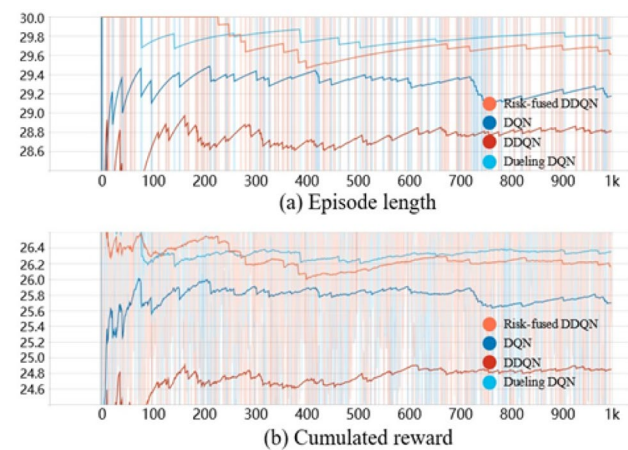 30.0
29.8
29.6
29.4
29.2
29.0
28.8
28.6
Risk-fused DDQN
DQN
DDQN
Dueling DQN
0 100 200 300 400 500 600 700 800 900 1k
(a) Episode length
26.4
26.2
26.0
25.8
25.6
25.4
25.2
25.0
24.8
24.6
Risk-fused DDQN
DQN
DDQN
Dueling DQN
0 100 200 300 400 500 600 700 800 900 1k
(b) Cumulated reward